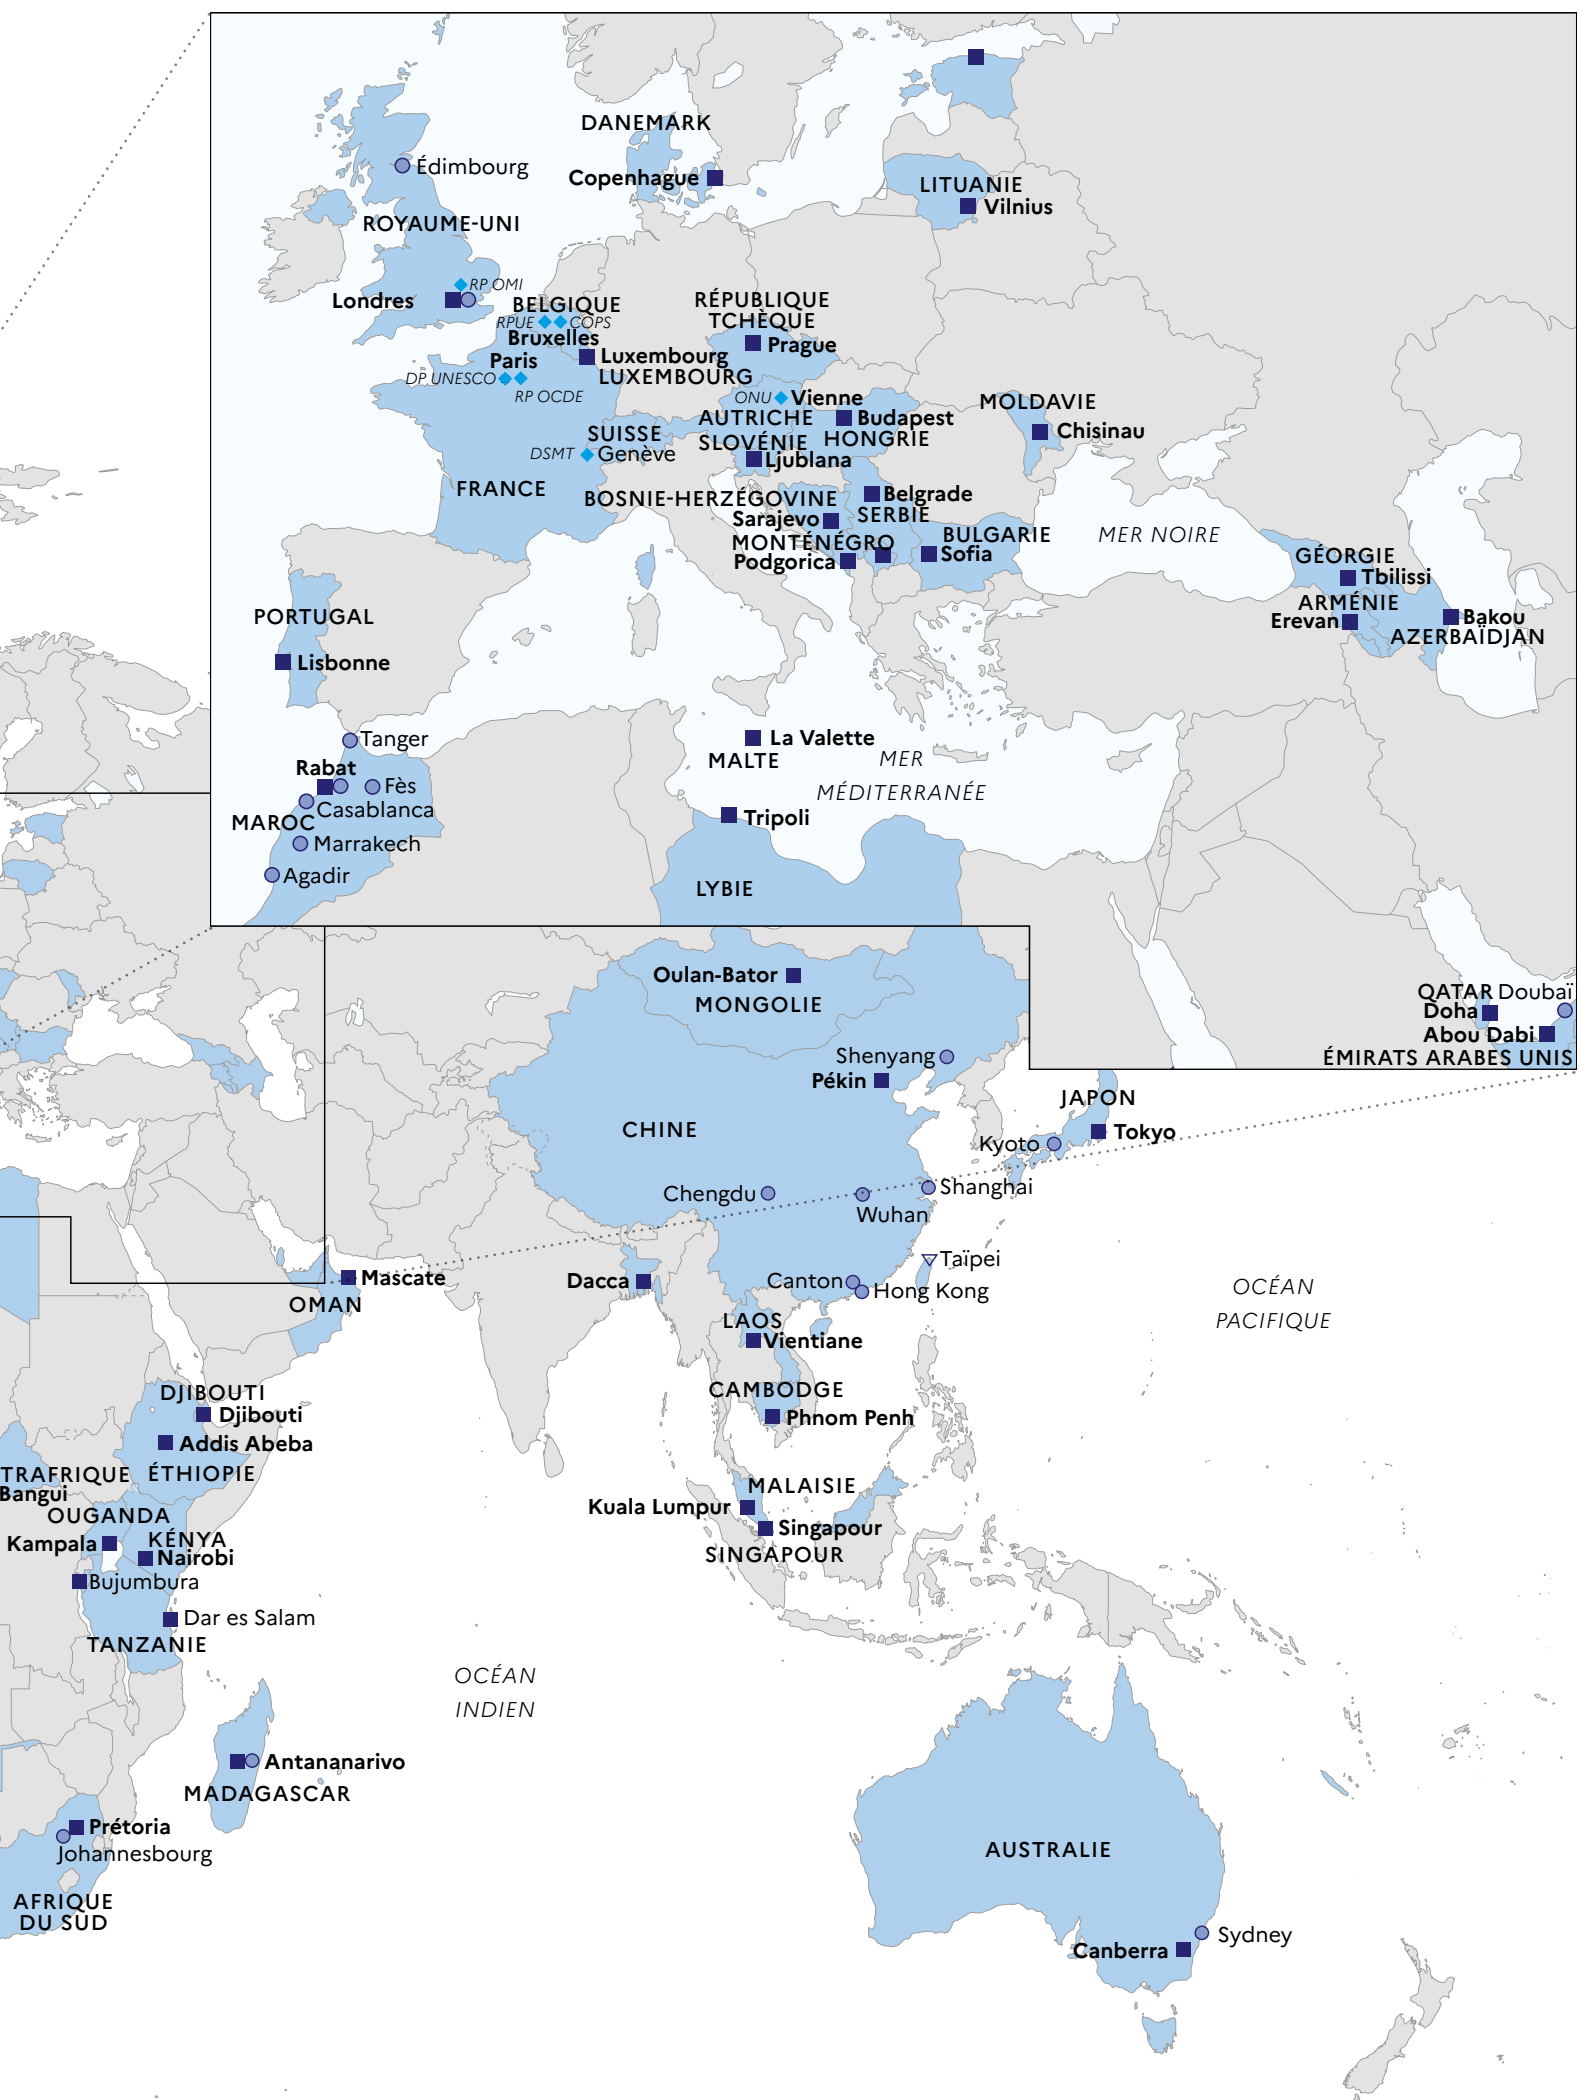 DANEMARK
Édimbourg
Copenhague
LITUANIE
Vilnius
ROYAUME-UNI
RP OMI
Londres
BELGIQUE
RPUE
COPS
Bruxelles
RÉPUBLIQUE
TCHÈQUE
Prague
Paris
Luxembourg
LUXEMBOURG
DP UNESCO
RP OCDE
ONU
Vienne
AUTRICHE
Budapest
HONGRIE
MOLDAVIE
Chisinau
SUISSE
SLOVÉNIE
DSMT
Genève
Ljublana
FRANCE
BOSNIE-HERZÉGOVINE
Belgrade
SERBIE
Sarajevo
MONTÉNÉGRO
Podgorica
BULGARIE
Sofia
MER NOIRE
GÉORGIE
Tbilissi
ARMÉNIE
Erevan
Bakou
AZERBAÏDJAN
PORTUGAL
Lisbonne
Tanger
Rabat
Fès
Casablanca
MAROC
Marrakech
Agadir
La Valette
MALTE
MER
MÉDITERRANÉE
Tripoli
LYBIE
QATAR
Doubaï
Doha
Abou Dabi
ÉMIRATS ARABES UNIS
Oulan-Bator
MONGOLIE
Shenyang
Pékin
JAPON
Tokyo
Kyoto
CHINE
Chengdu
Wuhan
Shanghai
Taïpei
Canton
Hong Kong
Mascate
OMAN
Dacca
LAOS
Vientiane
OCÉAN
PACIFIQUE
CAMBODGE
Phnom Penh
DJIBOUTI
Djibouti
Addis Abeba
ÉTHIOPIE
TRAFRIQUE
Bangui
OUGANDA
Kampala
KÉNYA
Nairobi
Bujumbura
Dar es Salam
TANZANIE
MALAISIE
Kuala Lumpur
Singapour
SINGAPOUR
OCÉAN
INDIEN
Antananarivo
MADAGASCAR
Prétoria
Johannesbourg
AFRIQUE
DU SUD
AUSTRALIE
Sydney
Canberra